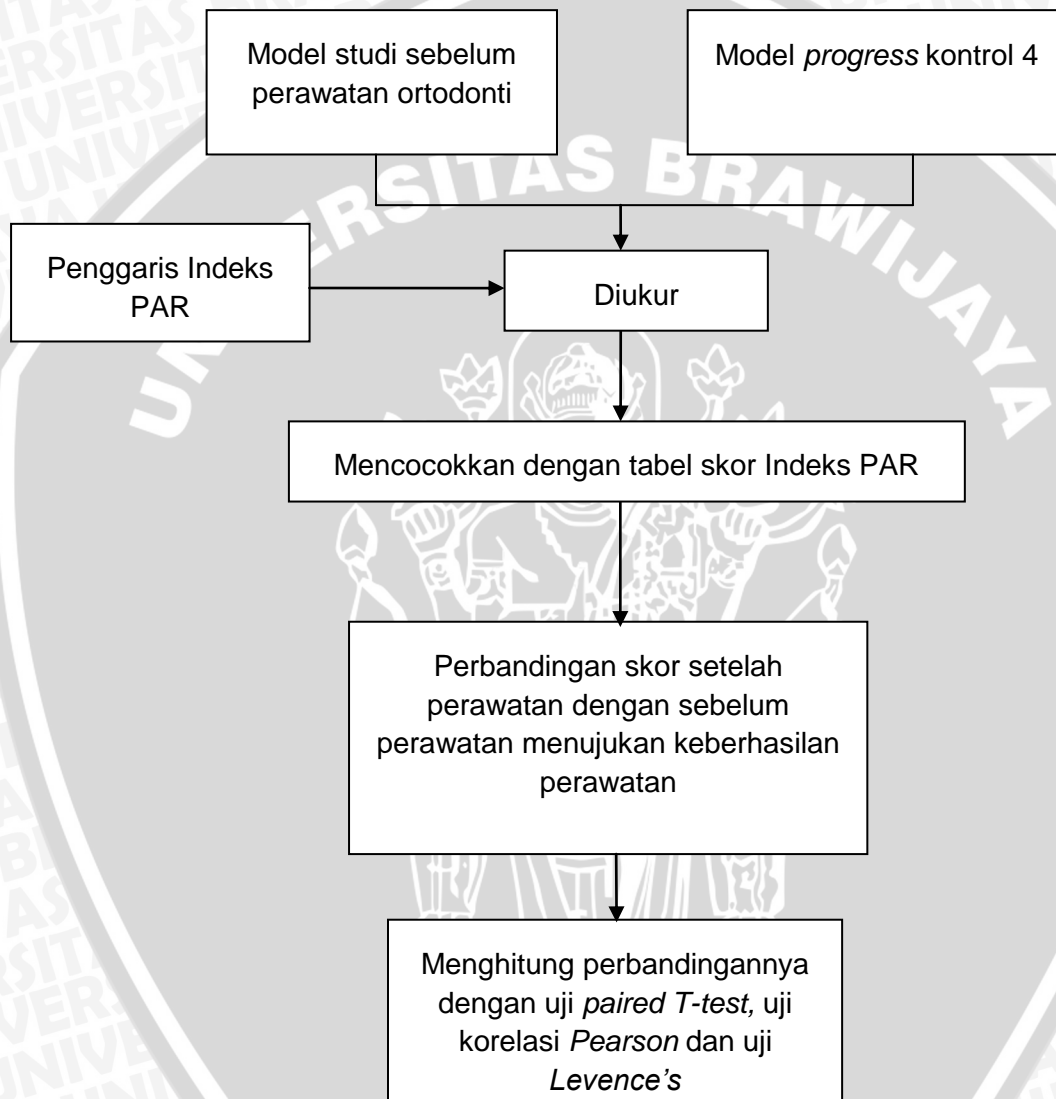 Model studi sebelum
perawatan ortodonti
Model progress kontrol 4
UNIVERSITAS BRAWIJAYA
Penggaris Indeks
PAR
Diukur
Mencocokkan dengan tabel skor Indeks PAR
Perbandingan skor setelah
perawatan dengan sebelum
perawatan menujukan keberhasilan
perawatan
Menghitung perbandingannya
dengan uji paired T-test, uji
korelasi Pearson dan uji
Levence's